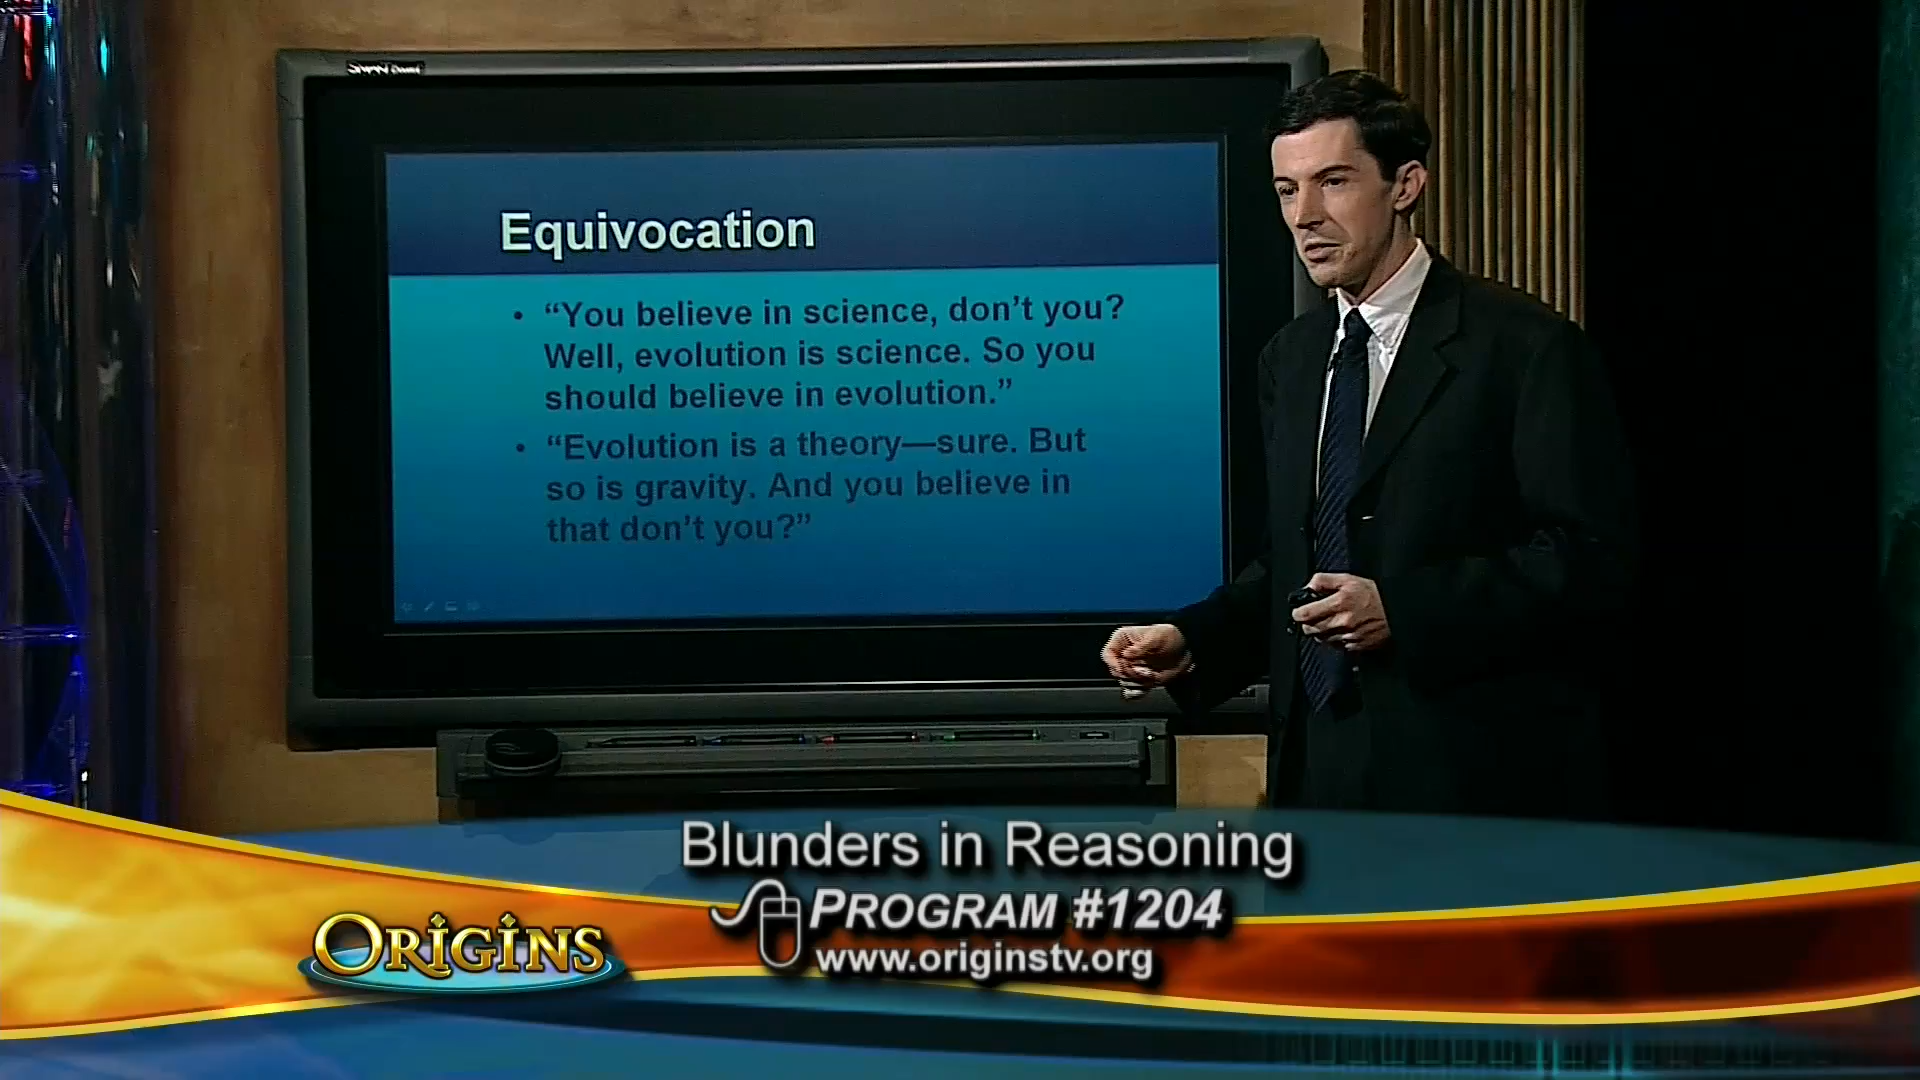 Equivocation
• “You believe in science, don’t you?
Well, evolution is science. So you
should believe in evolution.”
• “Evolution is a theory—sure. But
so is gravity. And you believe in
that don’t you?”
Blunders in Reasoning
PROGRAM #1204
www.originstv.org
ORIGINS